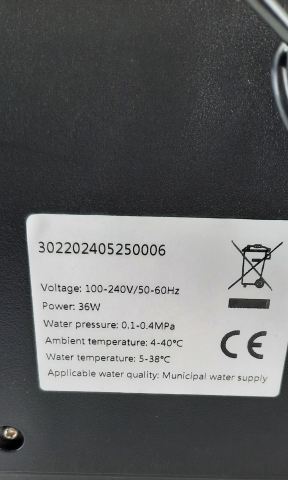 302202405250006
Voltage: 100-240V/50-60Hz
Power: 36W
Water pressure: 0.1-0.4MPa
Ambient temperature: 4-40°C
Water temperature: 5-38°C
Applicable water quality: Municipal water supply
CE